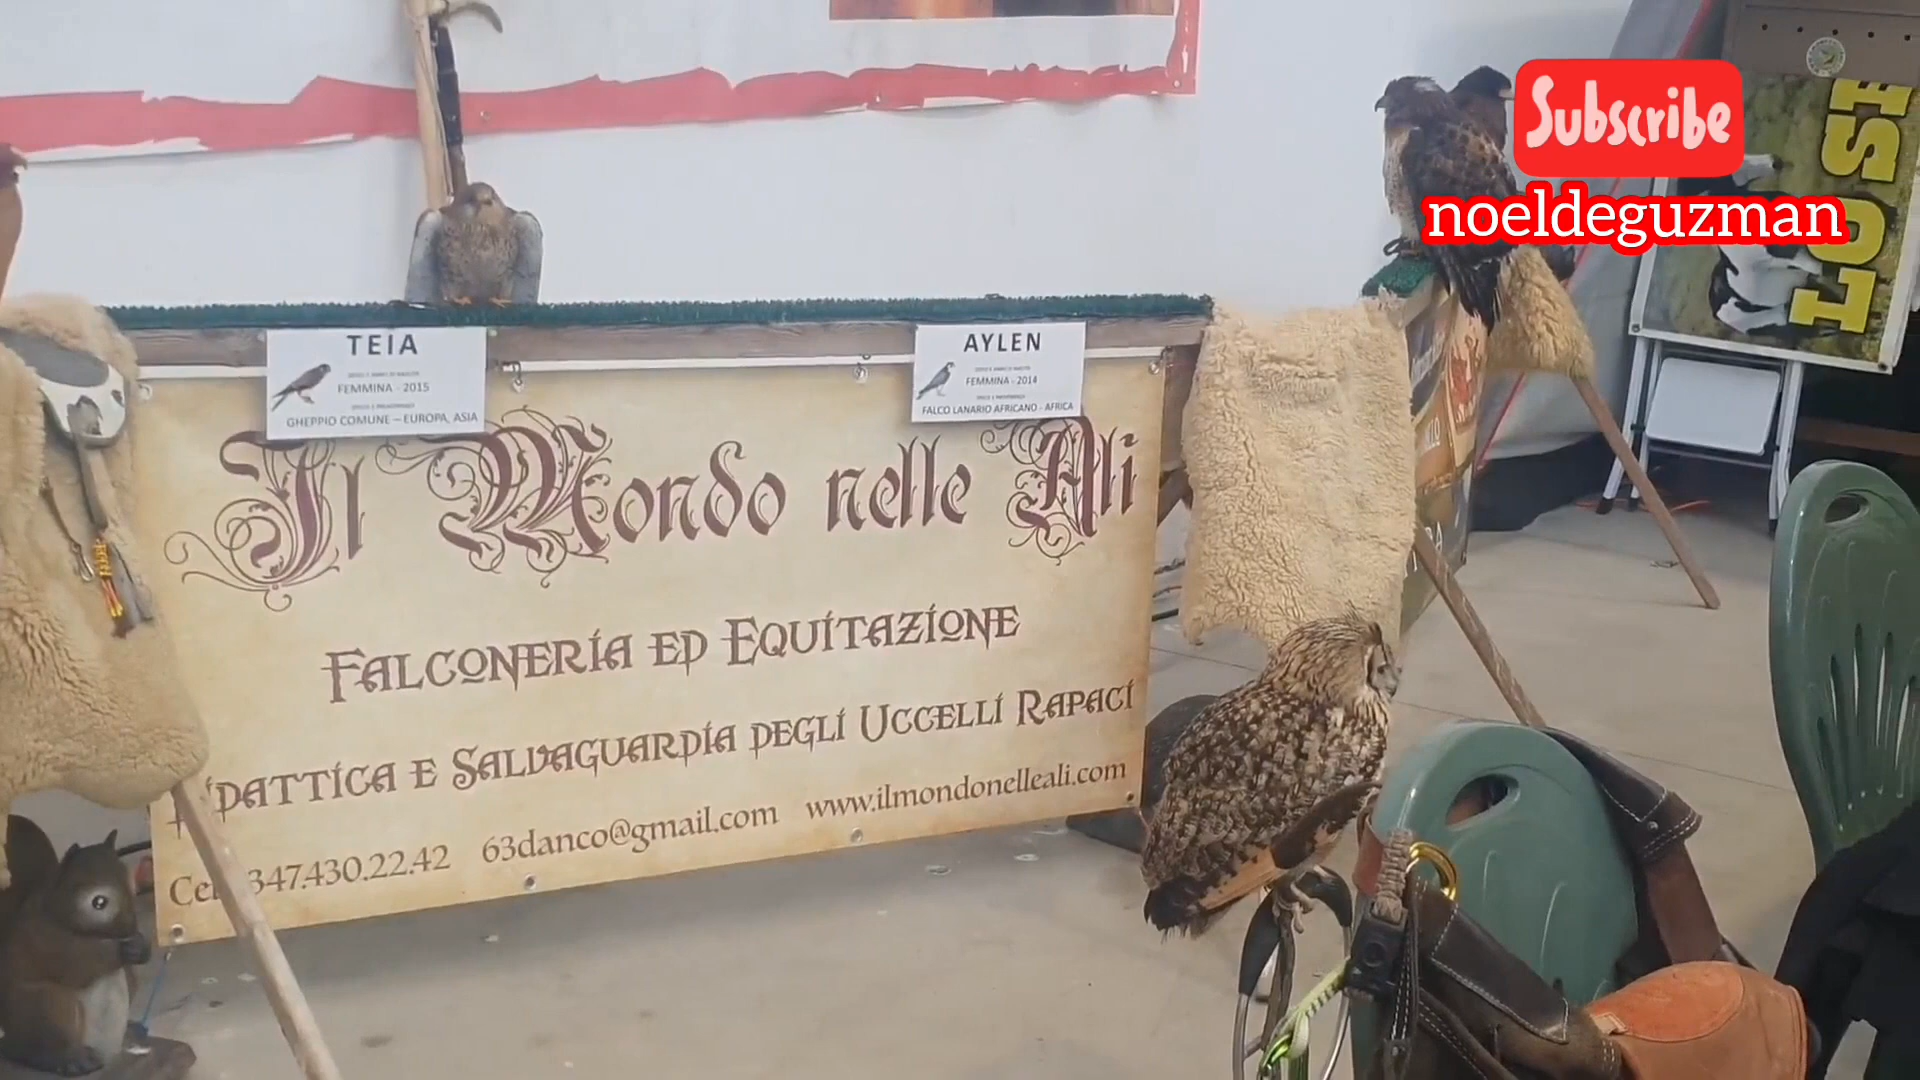 Subscribe
noeldeguzman
LO SI
TEIA
FEMMINA - 2015
GHEPPIO COMUNE – EUROPA, ASIA
AYLEN
FEMMINA - 2014
FALCO LANARIO AFRICANO - AFRICA
Il Mondo nelle Ali
Falconeria ed Equitazione
Didattica e Salvaguardia degli Uccelli Rapaci
347.430.22.42 63danco@gmail.com www.ilmondonelleali.com